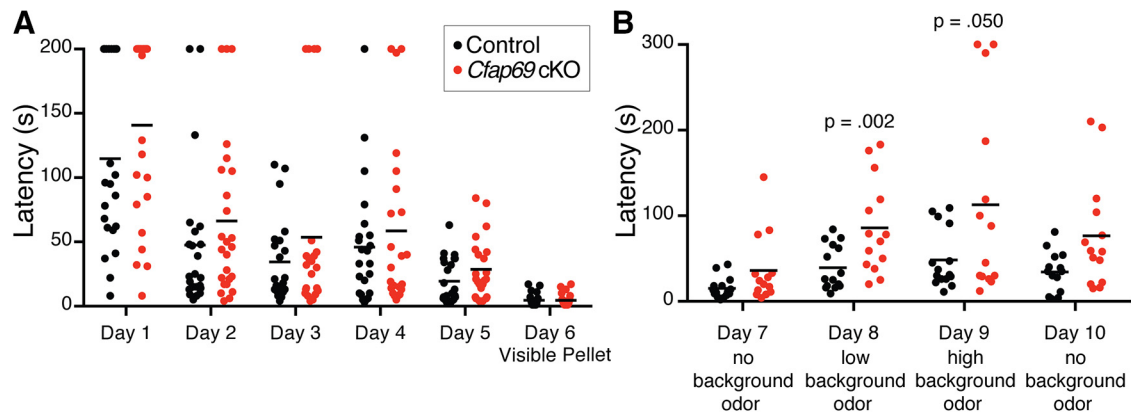 A
Latency (s)
200
150
100
50
0
Control
Cfap69 cKO
Day 1
Day 2
Day 3
Day 4
Day 5
Day 6
Visible Pellet
B
Latency (s)
300
200
100
0
p = .002
p = .050
Day 7
no
background
odor
Day 8
low
background
odor
Day 9
high
background
odor
Day 10
no
background
odor